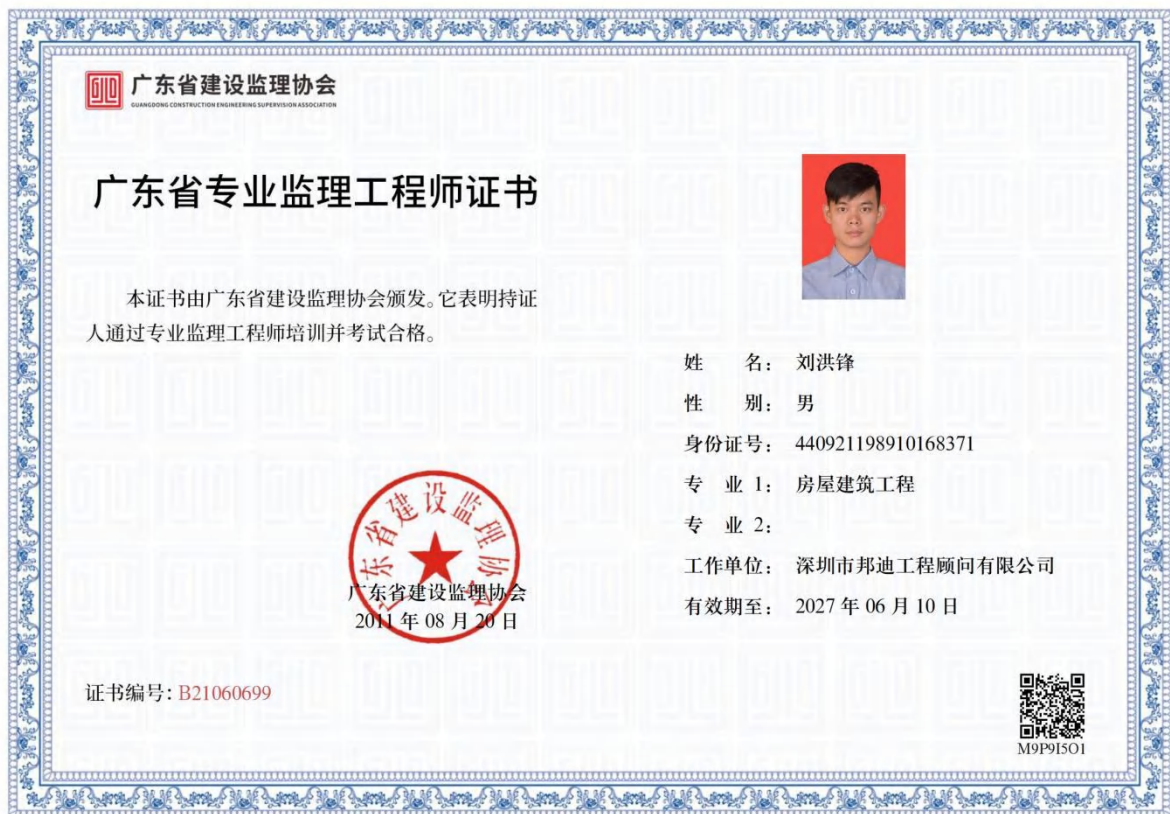 广东省建设监理协会
GUANGDONG CONSTRUCTION ENGINEERING SUPERVISION ASSOCIATION
广东省专业监理工程师证书
本证书由广东省建设监理协会颁发。它表明持证
人通过专业监理工程师培训并考试合格。
姓 名： 刘洪锋
性 别： 男
身份证号： 440921198910168371
专 业 1： 房屋建筑工程
专 业 2：
工作单位： 深圳市邦迪工程顾问有限公司
有效期至： 2027 年 06 月 10 日
广东省建设监理协会
广东省建设监理协会
2011 年 08 月 20 日
证书编号：B21060699
M9P9I5O1